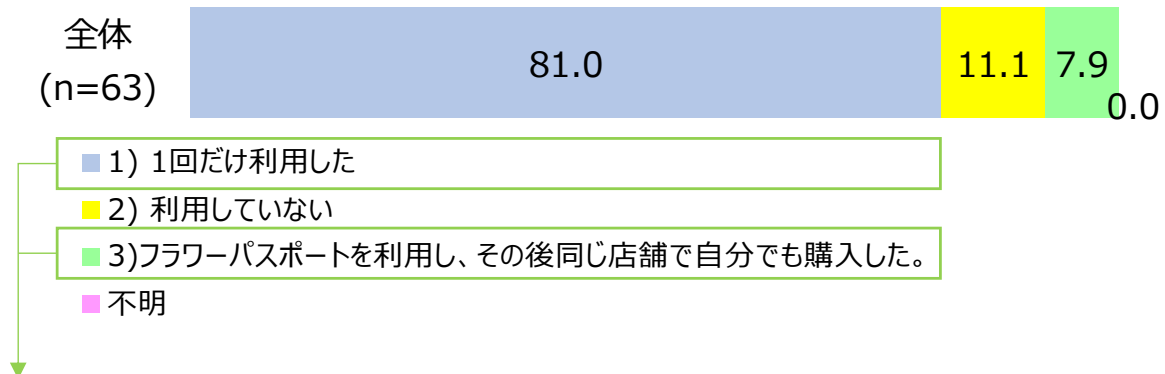 全体
(n=63)
81.0
11.1
7.9
0.0
1) 1回だけ利用した
2) 利用していない
3)フラワーパスポートを利用し、その後同じ店舗で自分でも購入した。
不明